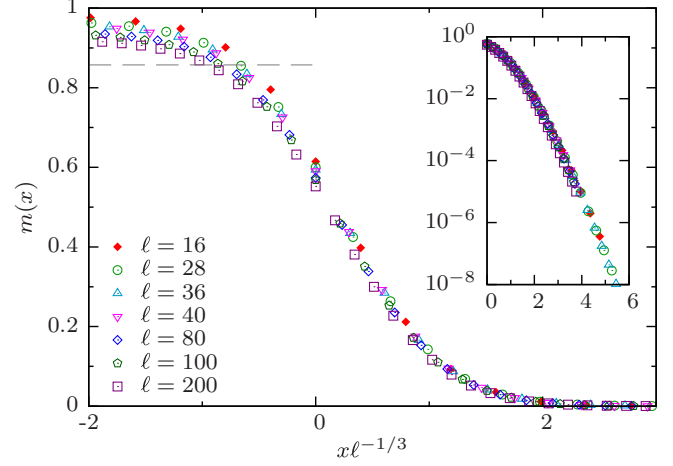 1
0.8
0.6
0.4
0.2
0
m(x)
-2
0
2
xℓ^{-1/3}
ℓ = 16
ℓ = 28
ℓ = 36
ℓ = 40
ℓ = 80
ℓ = 100
ℓ = 200
10^0
10^{-2}
10^{-4}
10^{-6}
10^{-8}
0 2 4 6